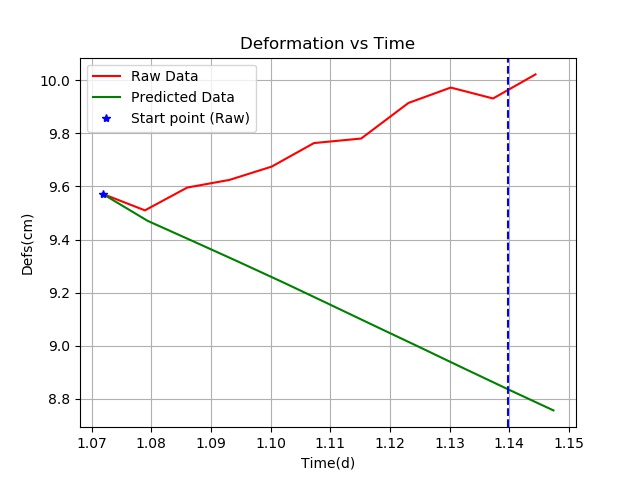 Deformation vs Time
Raw Data
Predicted Data
Start point (Raw)
Defs(cm)
10.0
9.8
9.6
9.4
9.2
9.0
8.8
1.07 1.08 1.09 1.10 1.11 1.12 1.13 1.14 1.15
Time(d)